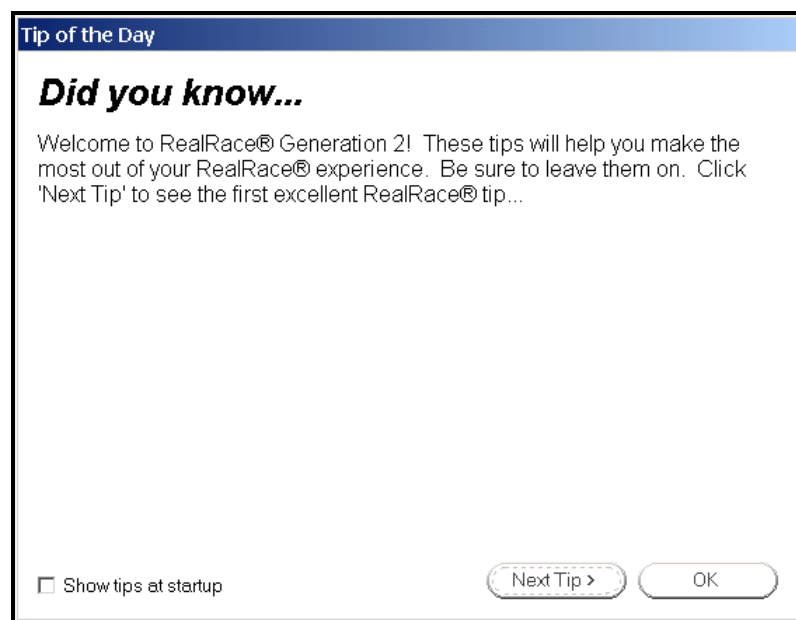 Tip of the Day
Did you know...
Welcome to RealRace® Generation 2!  These tips will help you make the
most out of your RealRace® experience.  Be sure to leave them on.  Click
'Next Tip' to see the first excellent RealRace® tip...
Show tips at startup
Next Tip >
OK